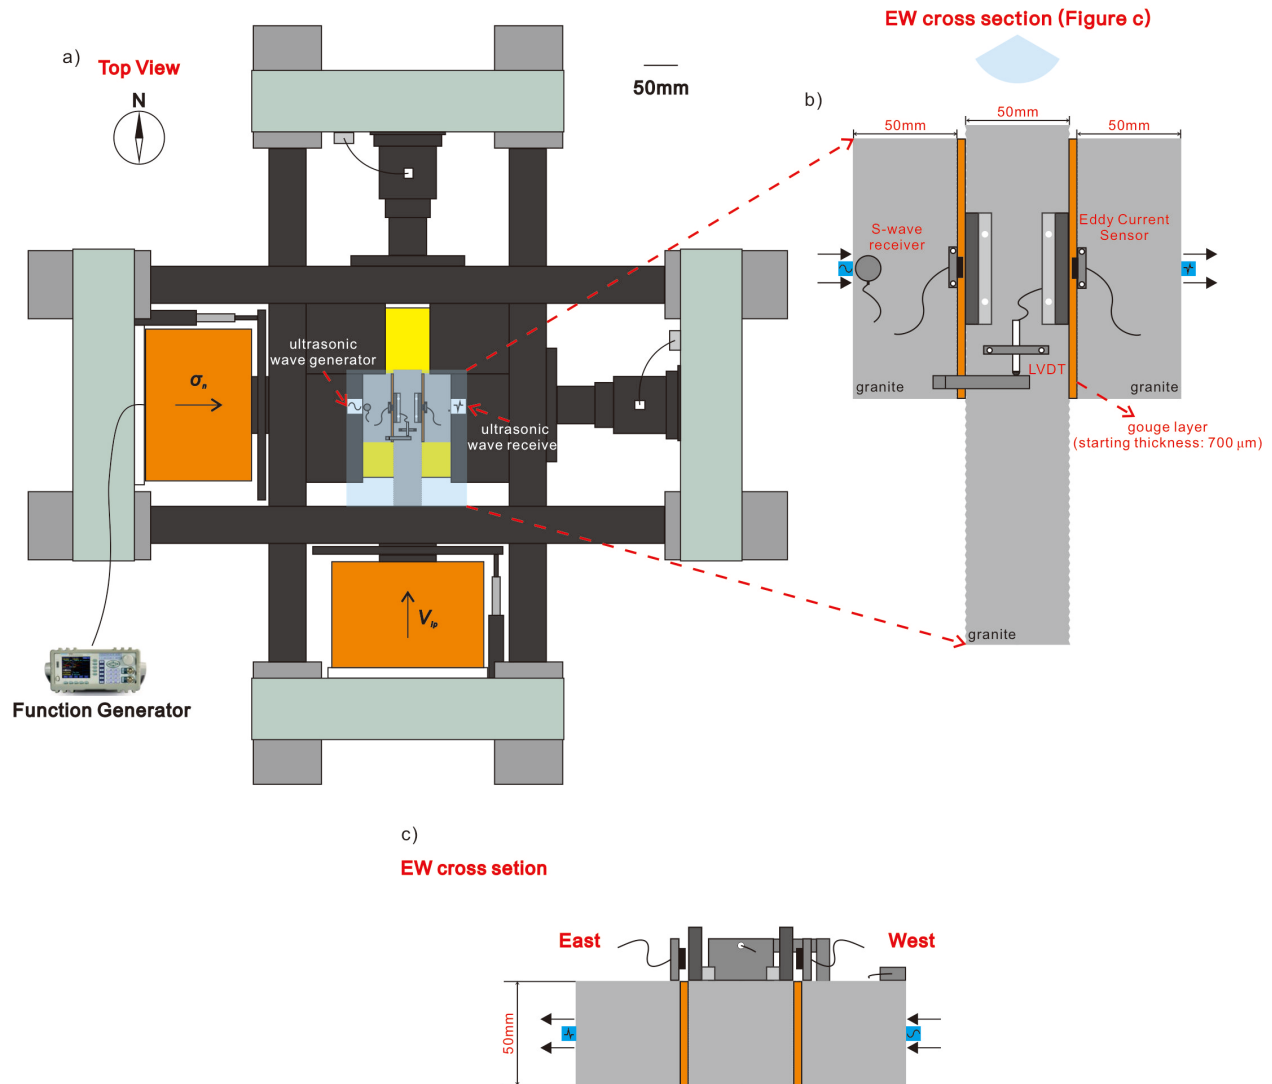 a)
Top View
N
50mm
EW cross section (Figure c)
b)
50mm
50mm
50mm
S-wave
receiver
Eddy Current
Sensor
LVDT
granite
granite
gouge layer
(starting thickness: 700 μm)
granite
ultrasonic
wave generator
ultrasonic
wave receive
σn
Vlp
Function Generator
c)
EW cross setion
East
West
50mm